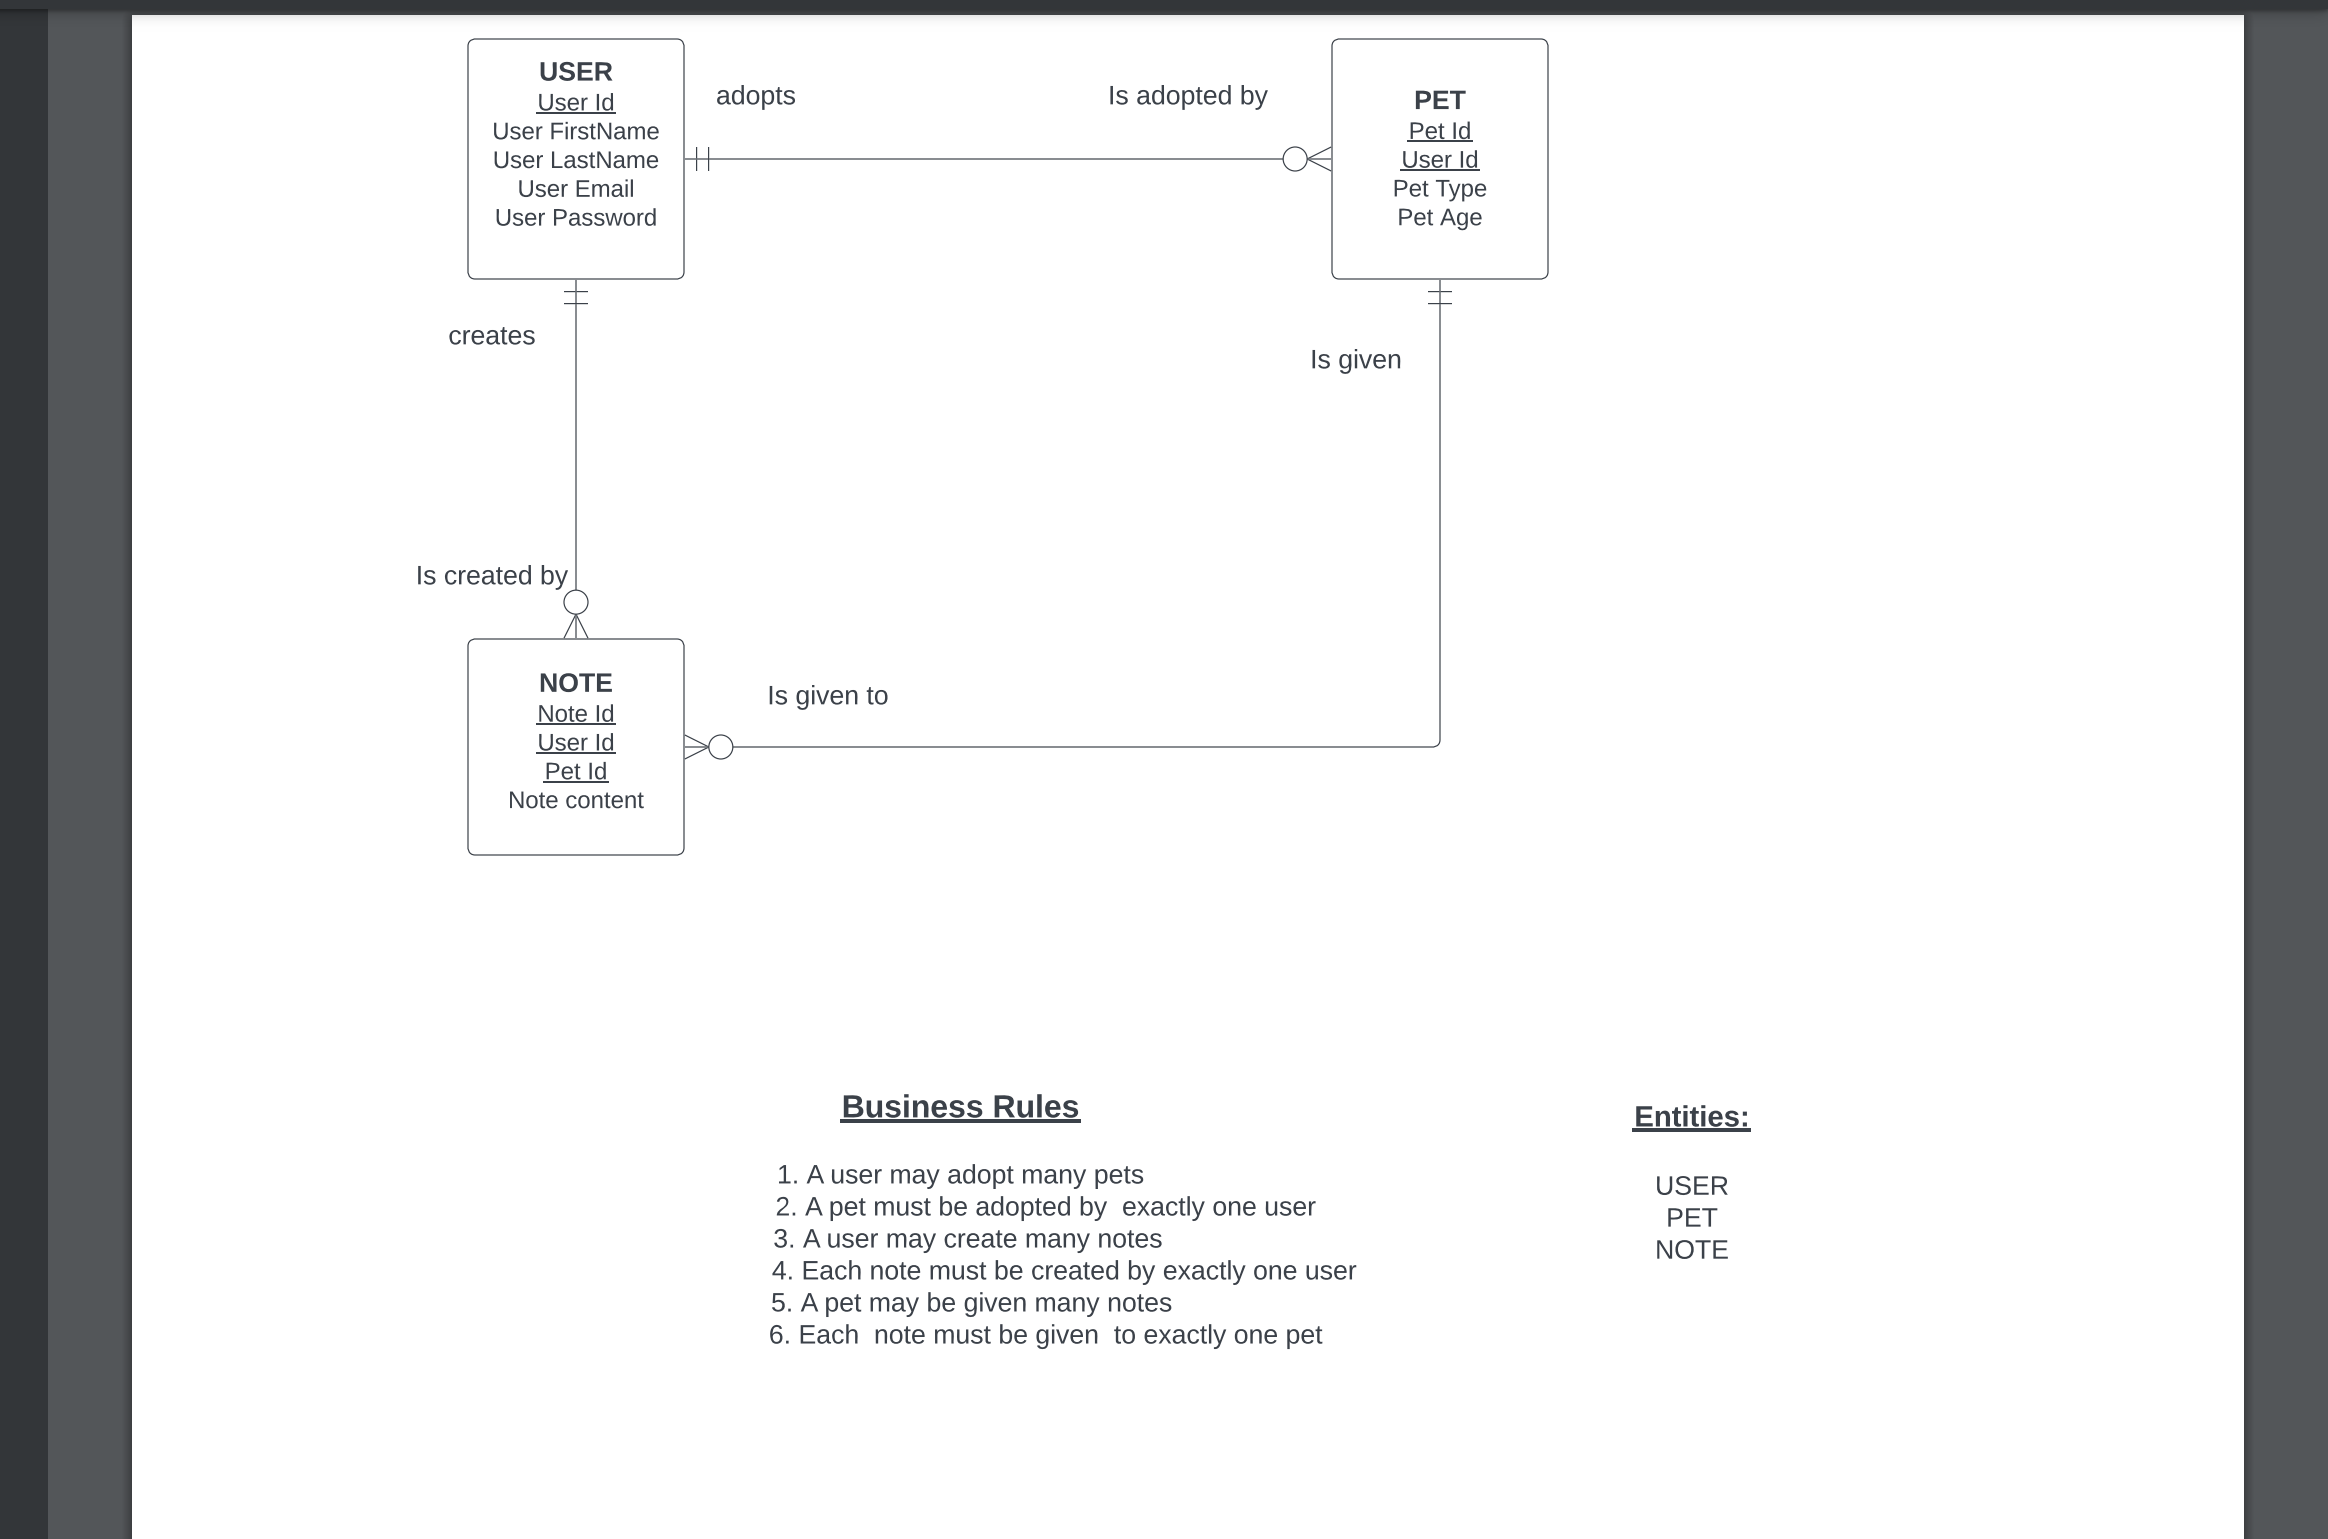 USER
User Id
User FirstName
User LastName
User Email
User Password
adopts
Is adopted by
PET
Pet Id
User Id
Pet Type
Pet Age
creates
Is given
Is created by
NOTE
Note Id
User Id
Pet Id
Note content
Is given to
Business Rules
1. A user may adopt many pets
2. A pet must be adopted by  exactly one user
3. A user may create many notes
4. Each note must be created by exactly one user
5. A pet may be given many notes
6. Each  note must be given  to exactly one pet
Entities:
USER
PET
NOTE